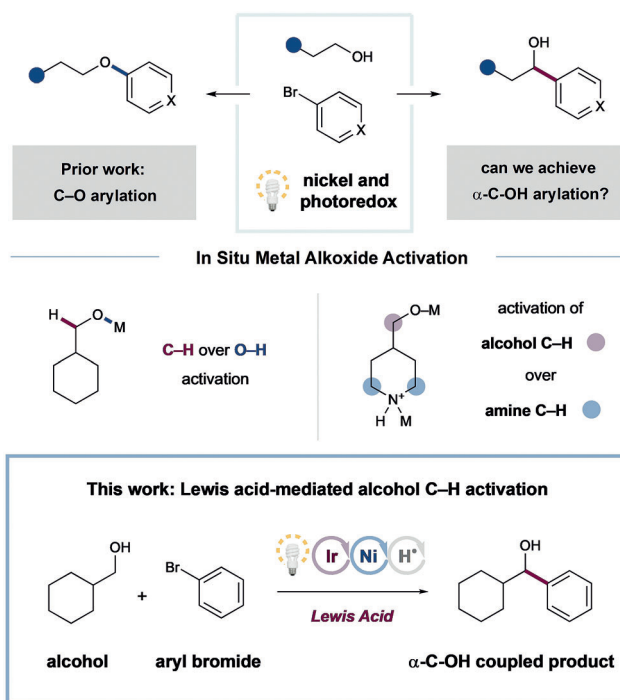 OH
O
X
Br
X
OH
X
Prior work:
C–O arylation
nickel and
photoredox
can we achieve
α-C-OH arylation?
In Situ Metal Alkoxide Activation
H
O
M
C–H over O–H
activation
O–M
N⁺
H
M
activation of
alcohol C–H
over
amine C–H
This work: Lewis acid-mediated alcohol C–H activation
OH
+
Br
Ir
Ni
H•
Lewis Acid
OH
alcohol
aryl bromide
α-C-OH coupled product